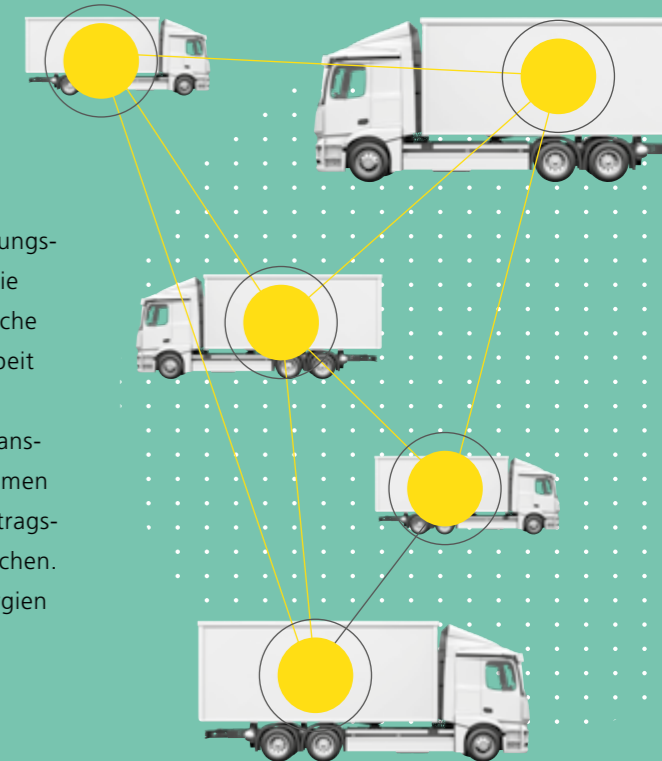 ungs-
ie
che
beit
ans-
men
trags-
chen.
gien